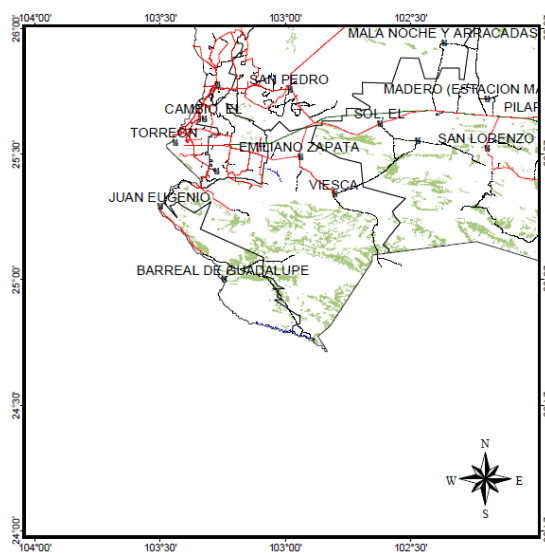 104°00' 103°30' 103°00' 102°30'
26°00'
MALA NOCHE Y ARRACADAS
SAN PEDRO
MADERO (ESTACION MA
CAMBIO, EL
SOL, EL
PILAR
TORREÓN
25°30'
EMILIANO ZAPATA
SAN LORENZO
VIESCA
JUAN EUGENIO
BARREAL DE GUADALUPE
25°00'
24°30'
N
W E
S
24°00'
104°00' 103°30' 103°00' 102°30'